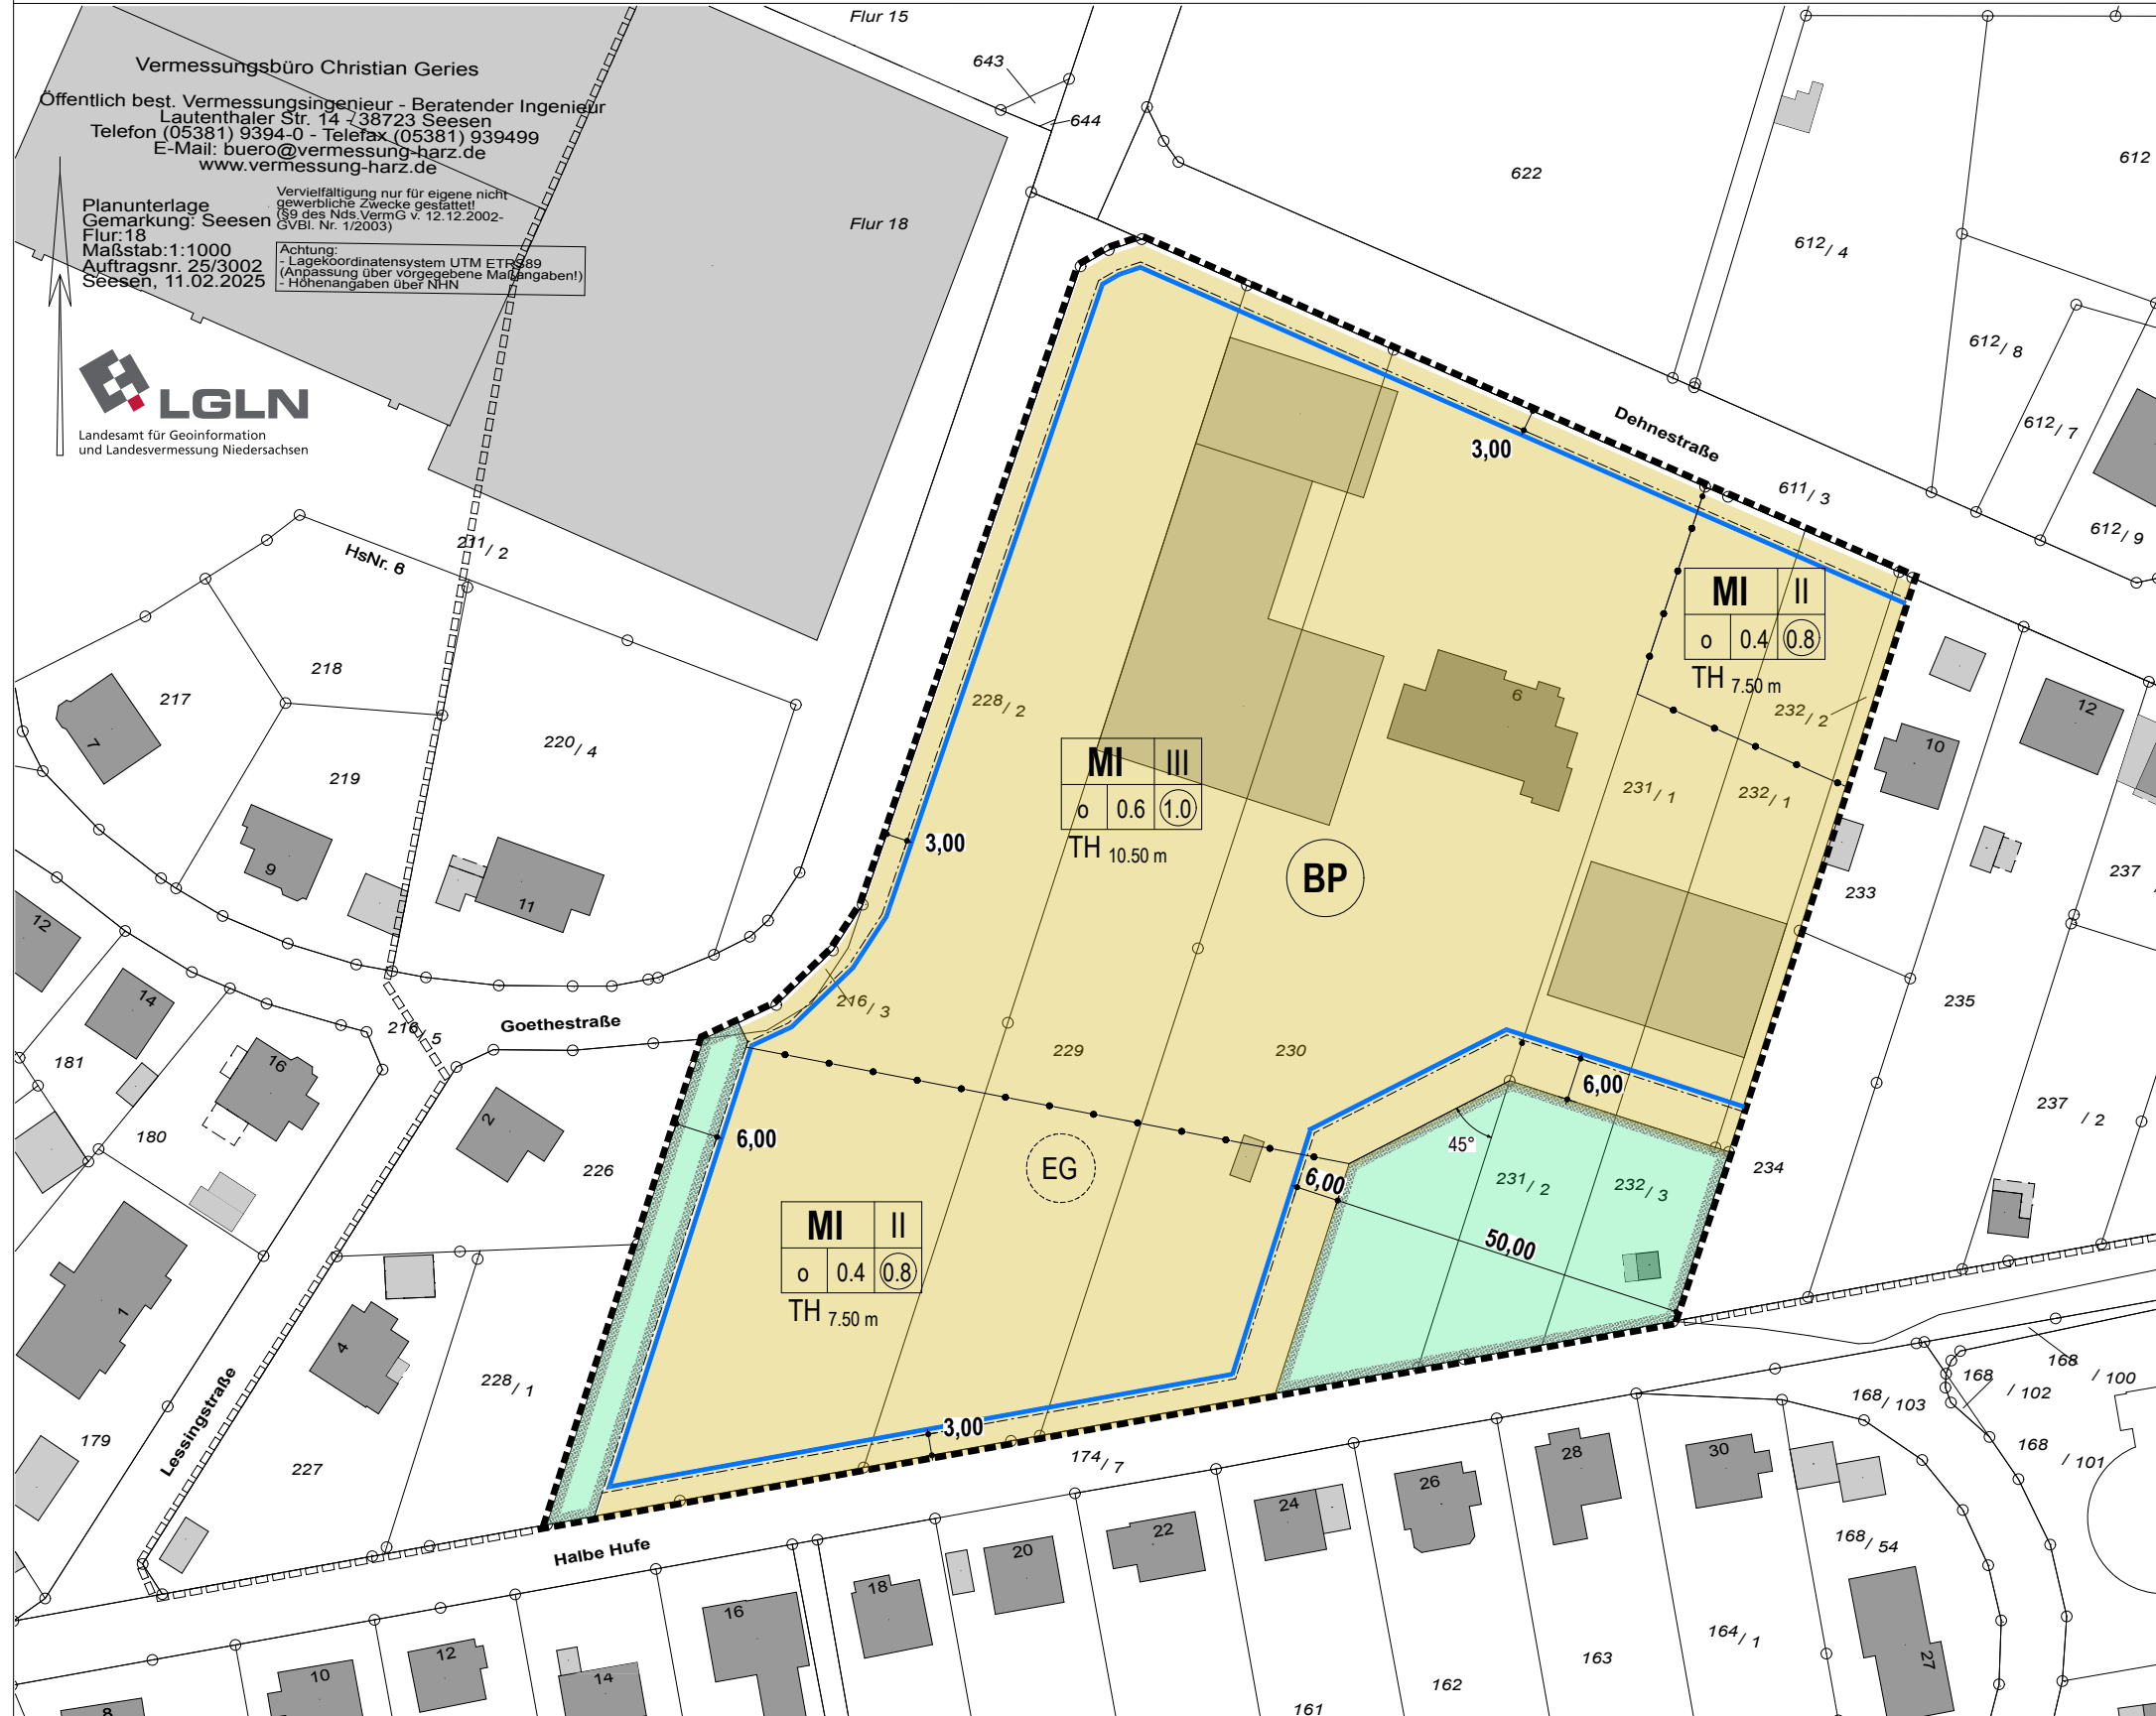 Vermessungsbüro Christian Geries
Öffentlich best. Vermessungsingenieur - Beratender Ingenieur
Lautenthaler Str. 14 - 38723 Seesen
Telefon (05381) 9394-0 - Telefax (05381) 939499
E-Mail: buero@vermessung-harz.de
www.vermessung-harz.de
Planunterlage
Gemarkung: Seesen
Flur:18
Maßstab:1:1000
Auftragsnr. 25/3002
Seesen, 11.02.2025
Vervielfältigung nur für eigene nicht
gewerbliche Zwecke gestattet!
(§9 des Nds.VermG v. 12.12.2002-
GVBl. Nr. 1/2003)
Achtung:
- Lagekoordinatensystem UTM ETRS89
(Anpassung über vorgegebene Maßangaben!)
- Höhenangaben über NHN
LGLN
Landesamt für Geoinformation
und Landesvermessung Niedersachsen
Flur 15
643
644
Flur 18
622
612
612/ 4
612/ 8
612/ 7
612/ 9
611/ 3
Dehnestraße
3,00
HsNr. 6
211/ 2
218
217
7
219
220/ 4
9
11
228/ 2
MI II
o 0.4 0.8
TH 7.50 m
232/ 2
6
12
10
MI III
o 0.6 1.0
TH 10.50 m
231/ 1
232/ 1
3,00
BP
233
237
12
14
216/ 3
216/ 5
Goethestraße
235
181
16
229
230
6,00
237 / 2
180
2
226
6,00
45°
EG
6,00
231/ 2
232/ 3
234
50,00
MI II
o 0.4 0.8
TH 7.50 m
1
4
228/ 1
179
Lessingstraße
227
3,00
174/ 7
168 / 100
168 / 102
168/ 103
168 / 101
168/ 54
Halbe Hufe
30
28
26
24
22
20
18
16
14
12
10
8
27
164/ 1
163
162
161